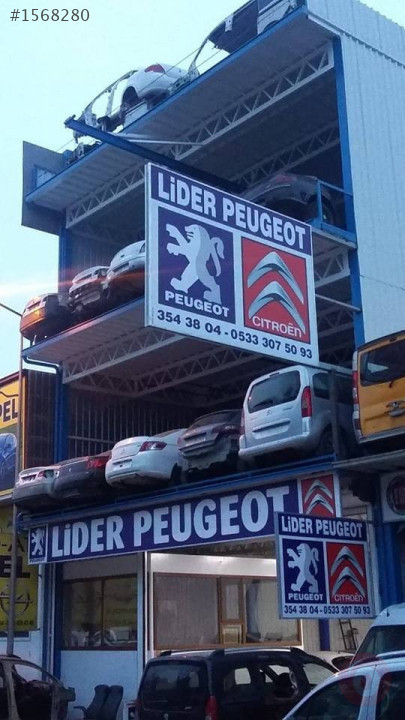 #1568280
LiDER PEUGEOT
PEUGEOT
CITROËN
354 38 04 - 0533 307 50 93
LiDER PEUGEOT
LiDER PEUGEOT
PEUGEOT
CITROËN
354 38 04 - 0533 307 50 93